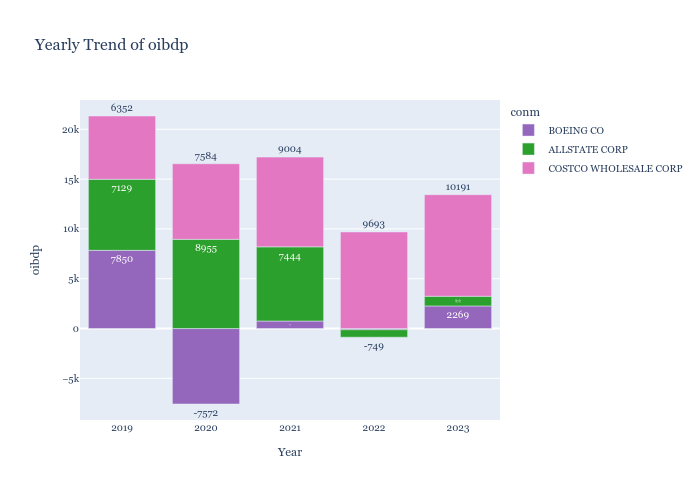 Yearly Trend of oibdp
conm
BOEING CO
ALLSTATE CORP
COSTCO WHOLESALE CORP
6352
7584
9004
9693
10191
7129
8955
7444
7850
2269
-749
-7572
20k
15k
10k
5k
0
−5k
oibdp
2019
2020
2021
2022
2023
Year